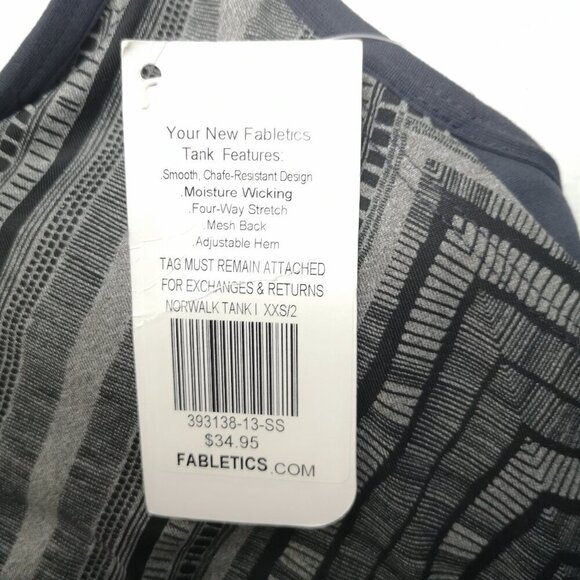 Your New Fabletics
Tank Features:
.Smooth, Chafe-Resistant Design
.Moisture Wicking
.Four-Way Stretch
.Mesh Back
.Adjustable Hem
TAG MUST REMAIN ATTACHED
FOR EXCHANGES & RETURNS
NORWALK TANK I XXS/2
393138-13-SS
$34.95
FABLETICS.COM